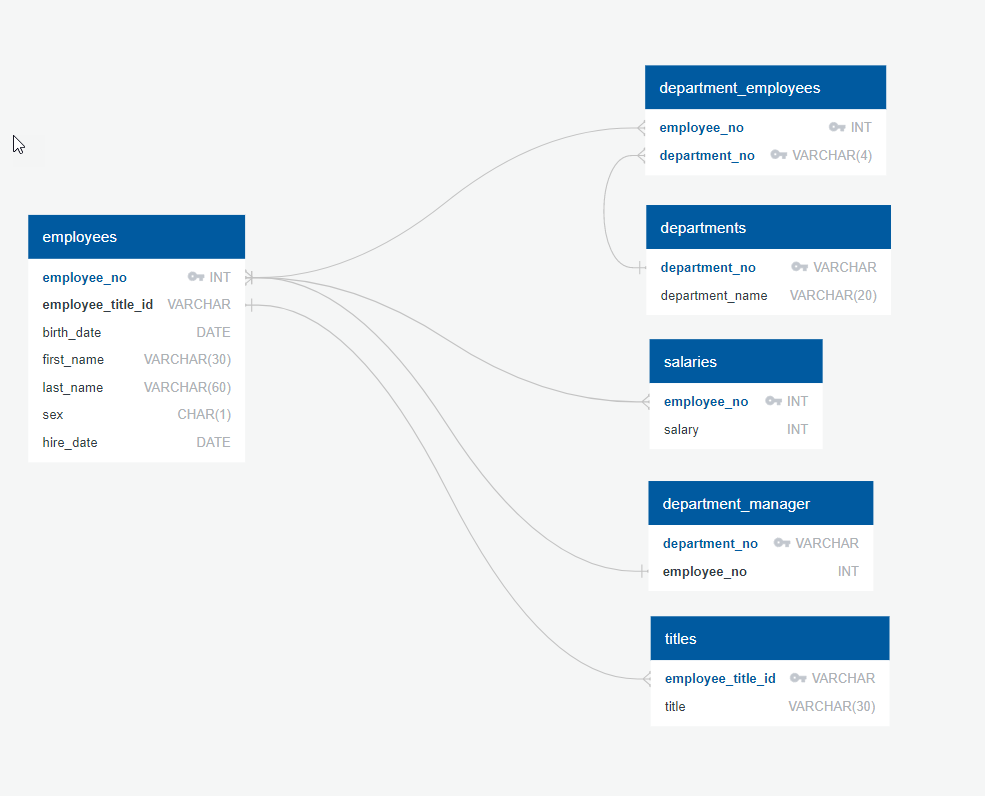 employees
employee_no INT
employee_title_id VARCHAR
birth_date DATE
first_name VARCHAR(30)
last_name VARCHAR(60)
sex CHAR(1)
hire_date DATE
department_employees
employee_no INT
department_no VARCHAR(4)
departments
department_no VARCHAR
department_name VARCHAR(20)
salaries
employee_no INT
salary INT
department_manager
department_no VARCHAR
employee_no INT
titles
employee_title_id VARCHAR
title VARCHAR(30)